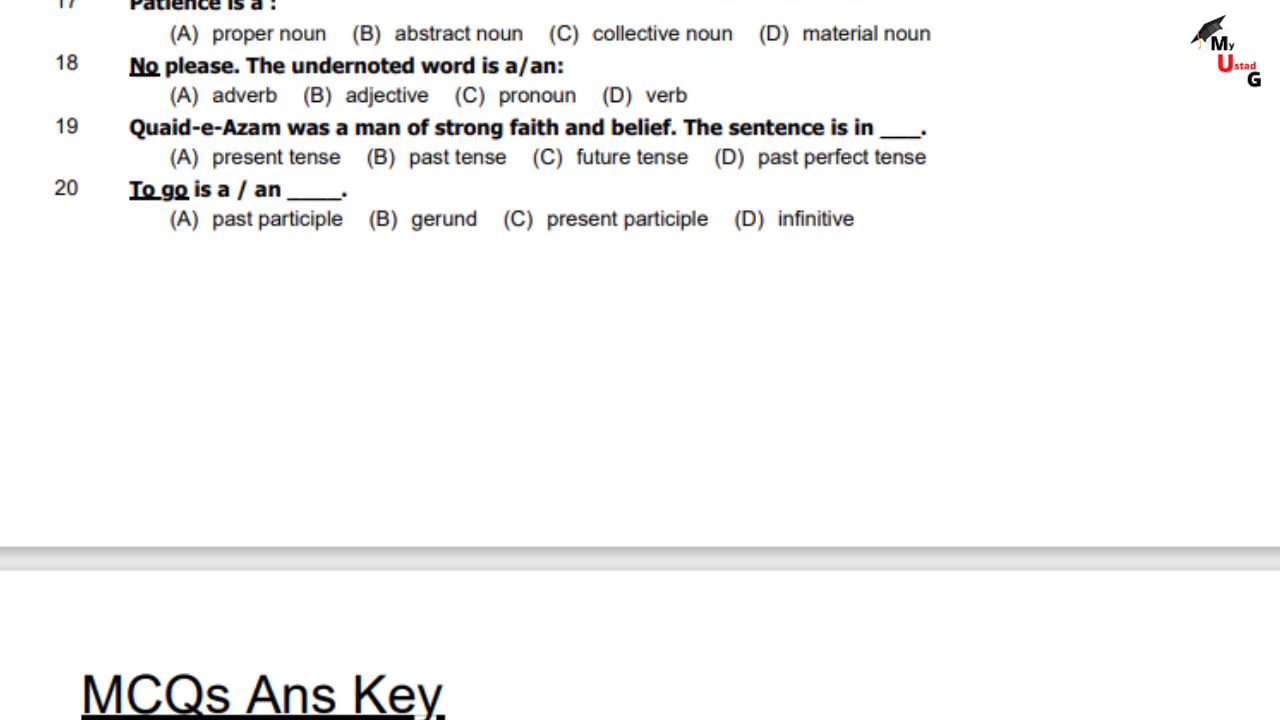 17 Patience is a :
(A) proper noun (B) abstract noun (C) collective noun (D) material noun
18 No please. The undernoted word is a/an:
(A) adverb (B) adjective (C) pronoun (D) verb
19 Quaid-e-Azam was a man of strong faith and belief. The sentence is in ___.
(A) present tense (B) past tense (C) future tense (D) past perfect tense
20 To go is a / an ____.
(A) past participle (B) gerund (C) present participle (D) infinitive
My
Ustad
G
MCQs Ans Key